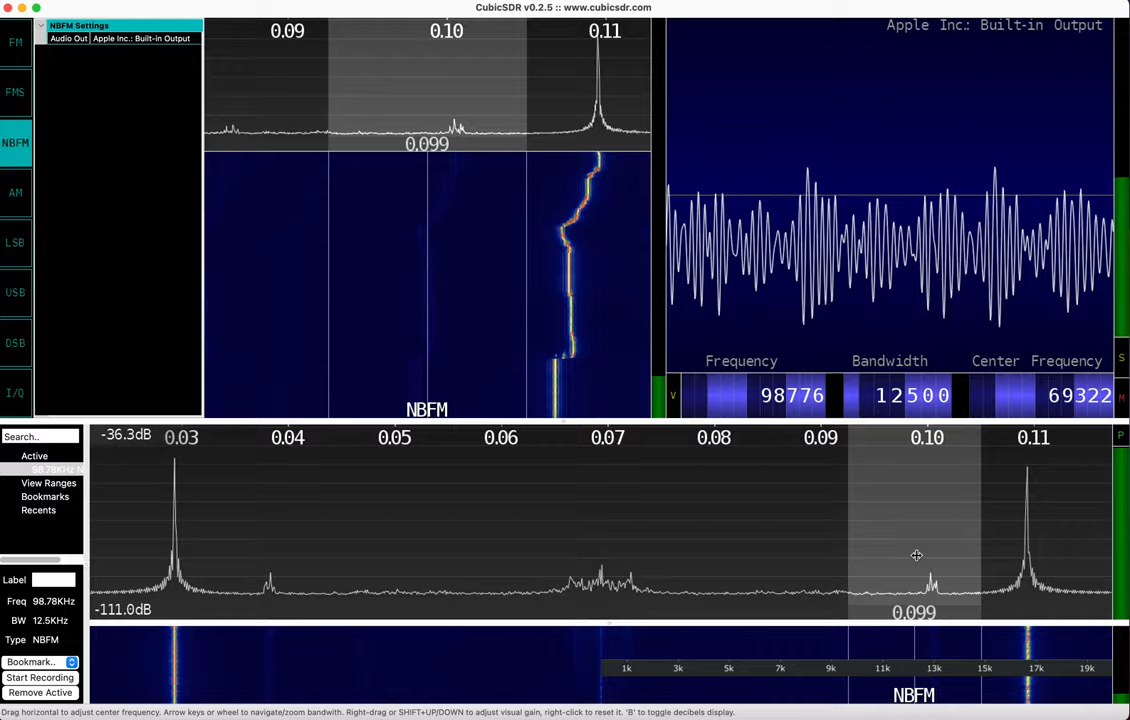 CubicSDR v0.2.5 :: www.cubicsdr.com
FM
FMS
NBFM
AM
LSB
USB
DSB
I/Q
NBFM Settings
Audio Out Apple Inc.: Built-in Output
0.09 0.10 0.11
0.099
NBFM
Apple Inc.: Built-in Output
Frequency Bandwidth Center Frequency
V 98776 12500 69322
S
M
P
Search..
Active
98.78KHz N
View Ranges
Bookmarks
Recents
-36.3dB 0.03 0.04 0.05 0.06 0.07 0.08 0.09 0.10 0.11
-111.0dB
0.099
Label
Freq 98.78KHz
BW 12.5KHz
Type NBFM
Bookmark..
Start Recording
Remove Active
1k 3k 5k 7k 9k 11k 13k 15k 17k 19k
NBFM
Drag horizontal to adjust center frequency. Arrow keys or wheel to navigate/zoom bandwith. Right-drag or SHIFT+UP/DOWN to adjust visual gain, right-click to reset it. 'B' to toggle decibels display.